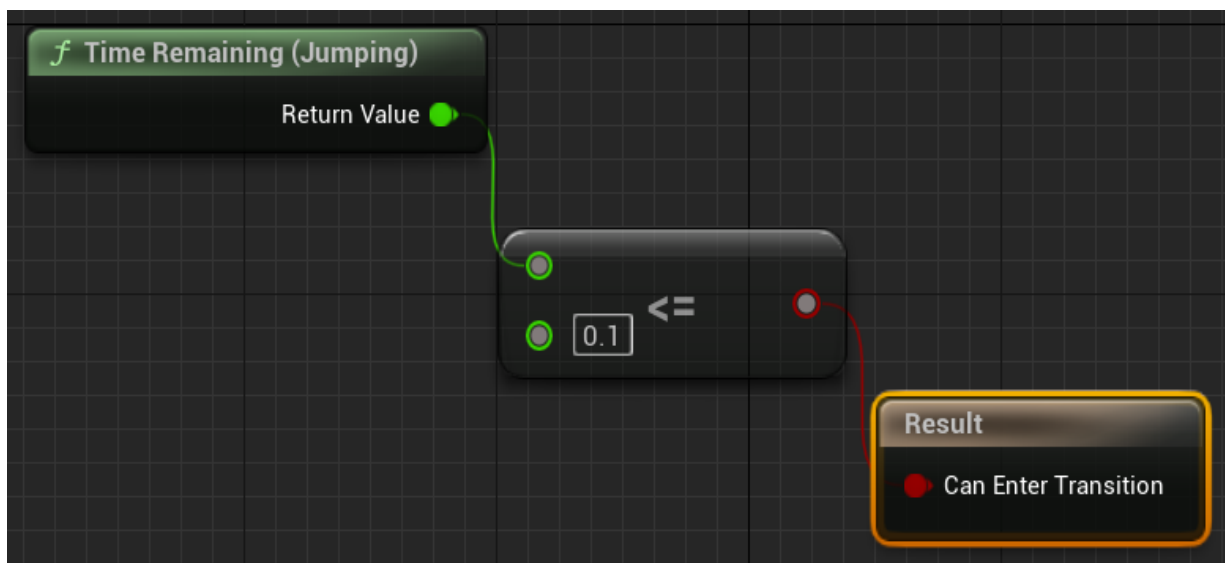 f Time Remaining (Jumping)
Return Value
<=
0.1
Result
Can Enter Transition